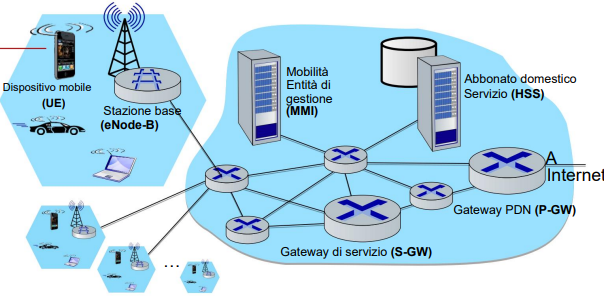 Dispositivo mobile
(UE)
Stazione base
(eNode-B)
Mobilità
Entità di
gestione
(MMI)
Abbonato domestico
Servizio (HSS)
A
Internet
Gateway PDN (P-GW)
Gateway di servizio (S-GW)
...